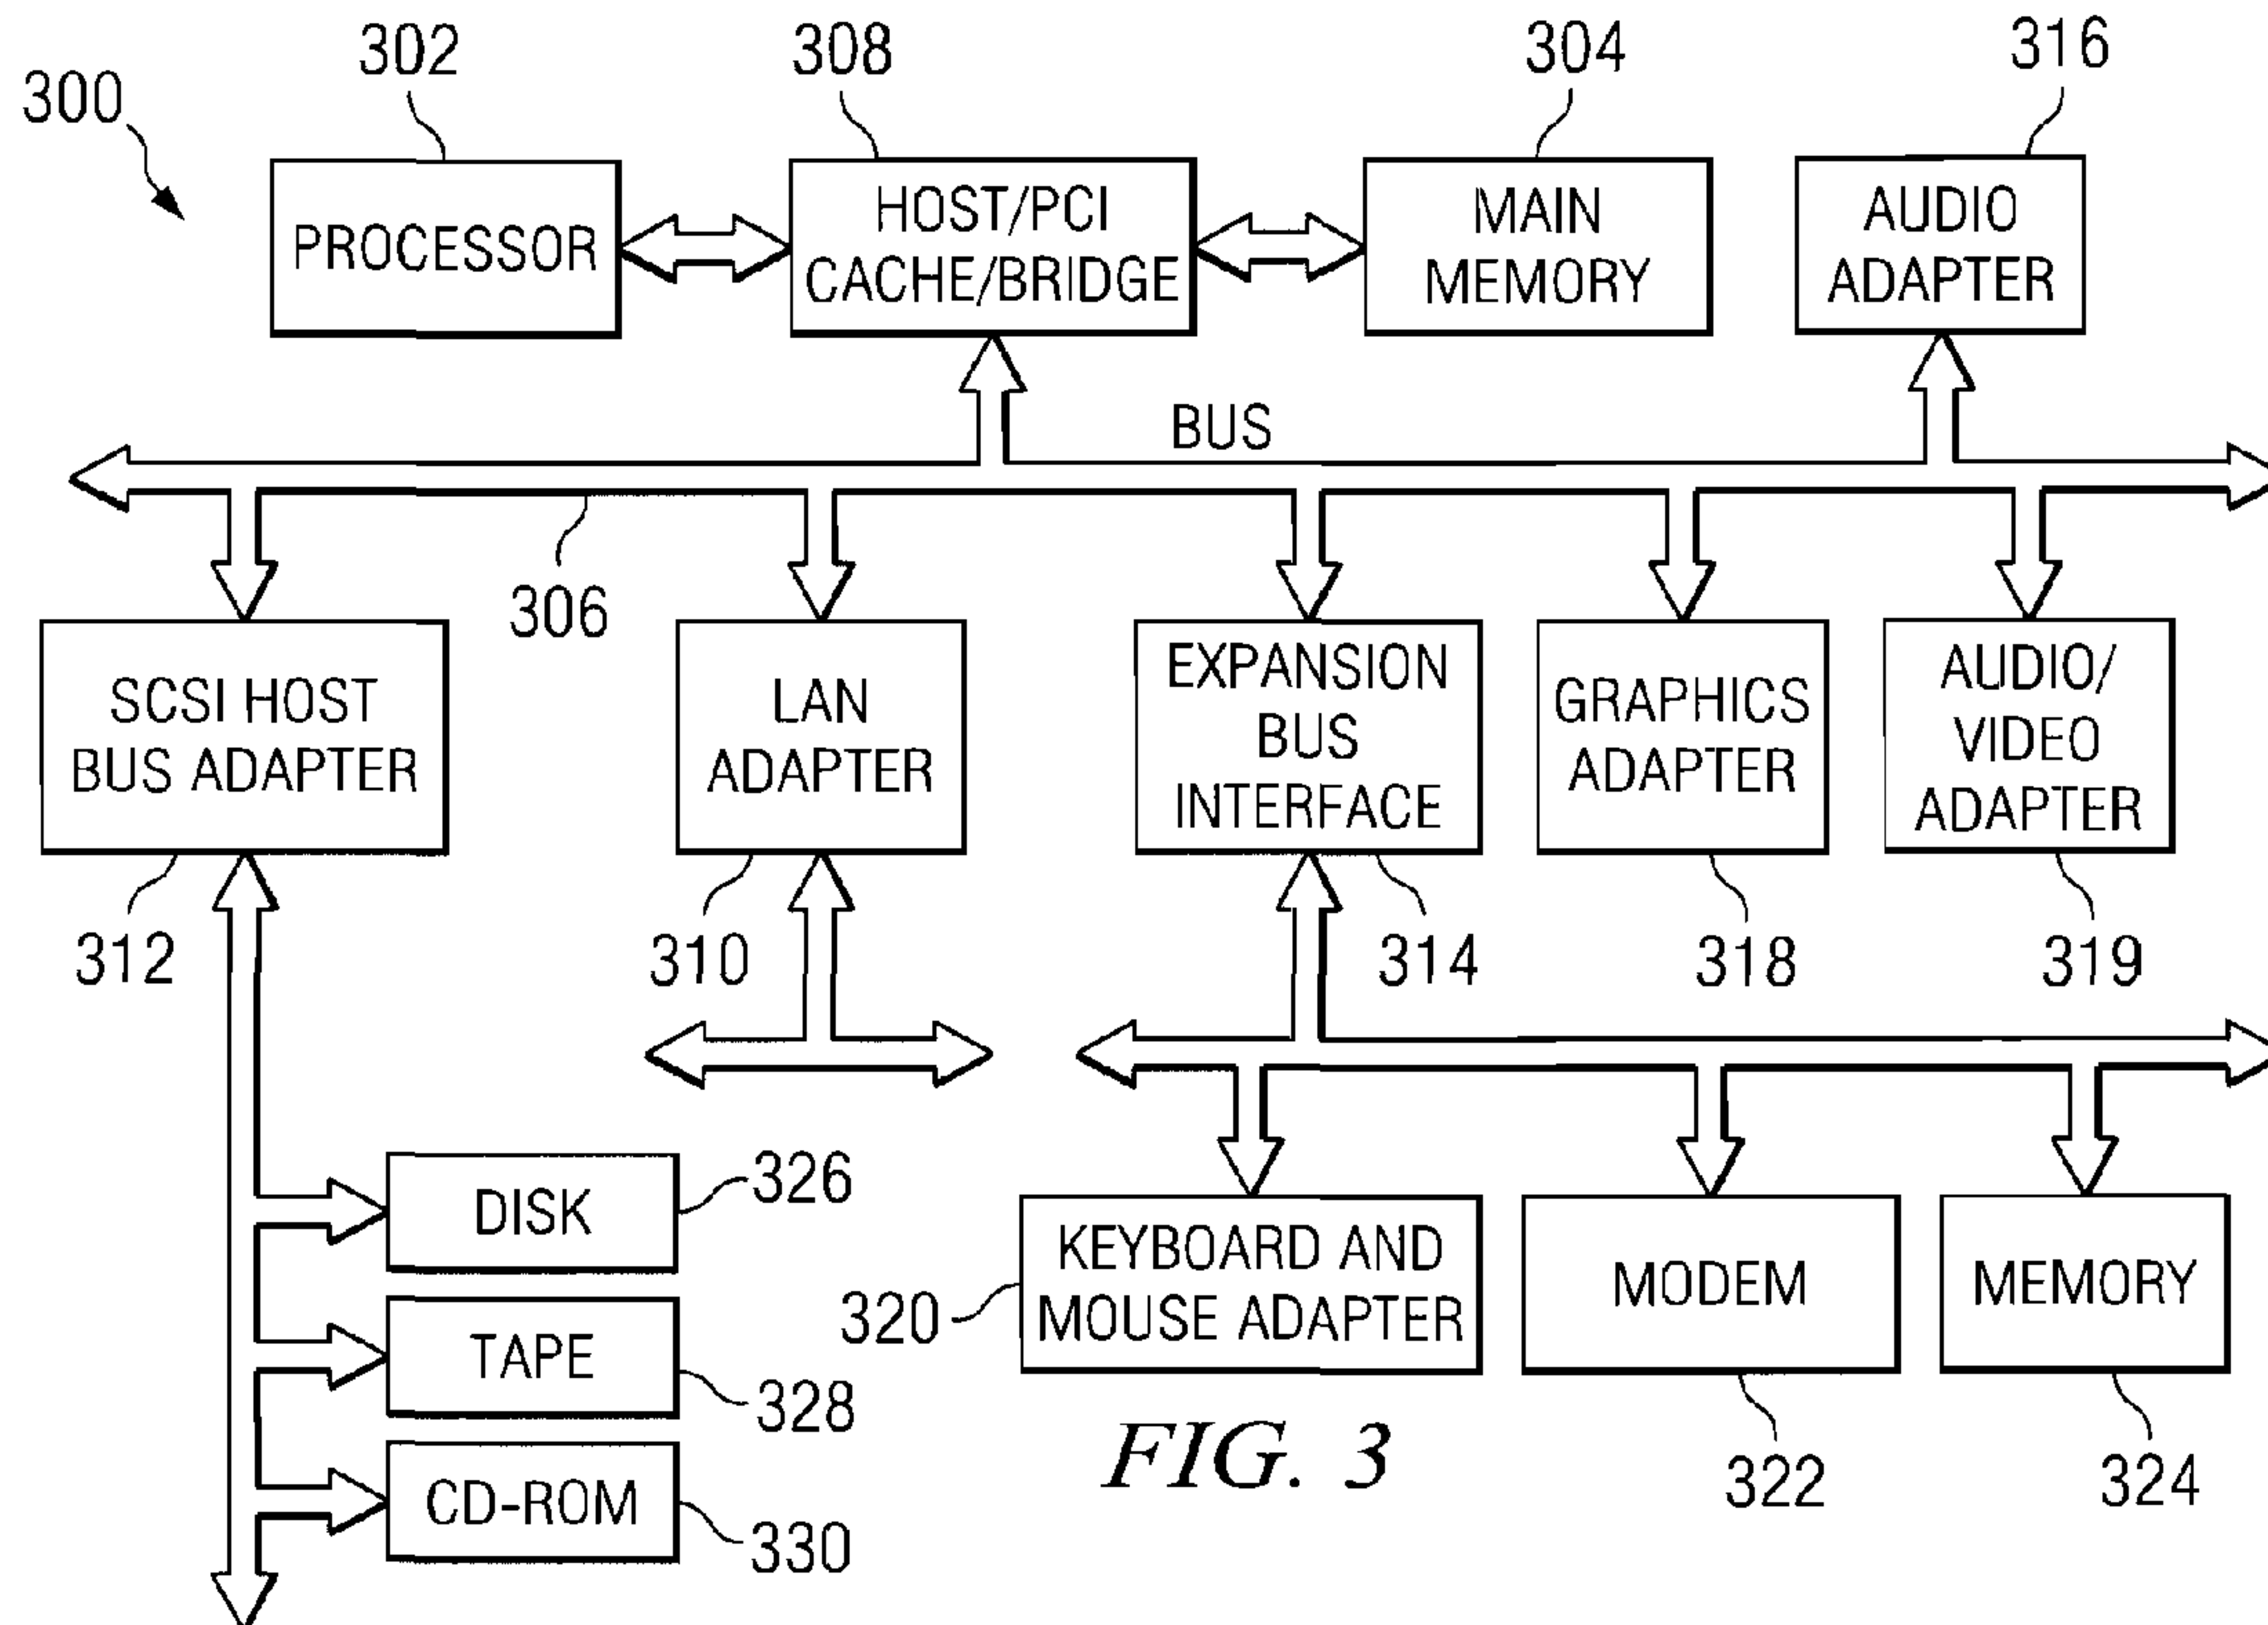 300
302
308
304
316
PROCESSOR
HOST/PCI
CACHE/BRIDGE
MAIN
MEMORY
AUDIO
ADAPTER
BUS
306
SCSI HOST
BUS ADAPTER
LAN
ADAPTER
EXPANSION
BUS
INTERFACE
GRAPHICS
ADAPTER
AUDIO/
VIDEO
ADAPTER
312
310
314
318
319
DISK
326
TAPE
328
CD-ROM
330
320
KEYBOARD AND
MOUSE ADAPTER
MODEM
MEMORY
322
324
FIG. 3